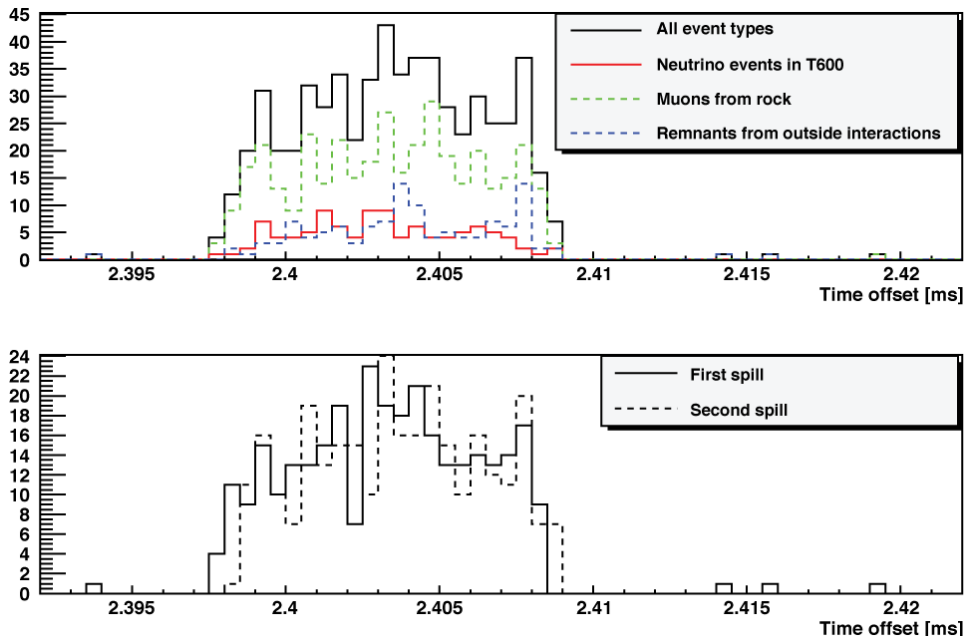 45
40
35
30
25
20
15
10
5
0
All event types
Neutrino events in T600
Muons from rock
Remnants from outside interactions
2.395 2.4 2.405 2.41 2.415 2.42
Time offset [ms]
24
22
20
18
16
14
12
10
8
6
4
2
0
First spill
Second spill
2.395 2.4 2.405 2.41 2.415 2.42
Time offset [ms]